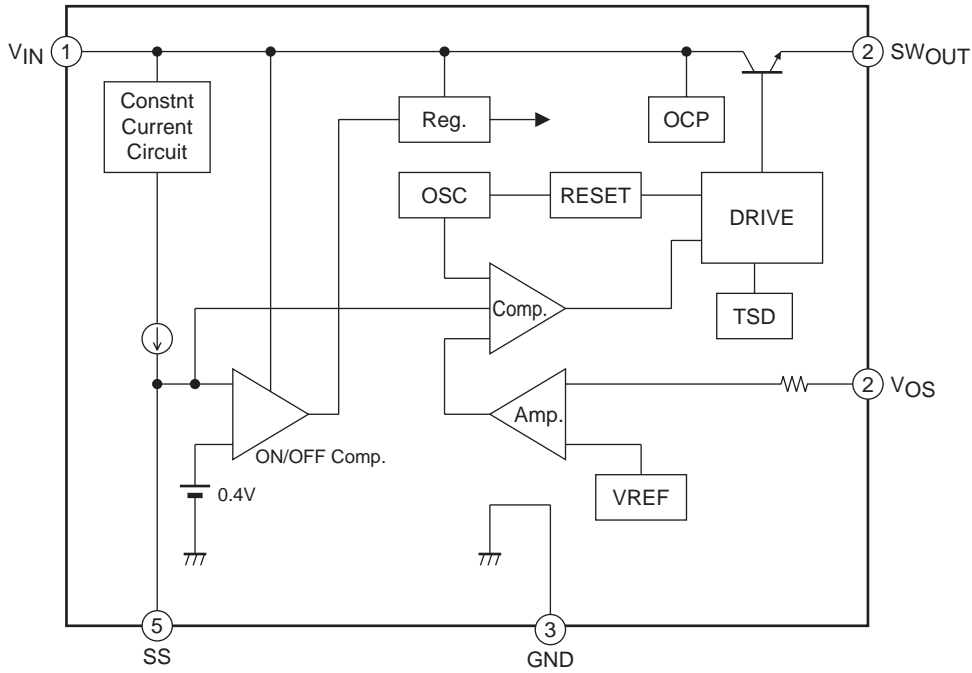 VIN
1
2
SWOUT
Constnt
Current
Circuit
Reg.
OCP
OSC
RESET
DRIVE
Comp.
TSD
2
VOS
Amp.
ON/OFF Comp.
0.4V
VREF
5
SS
3
GND